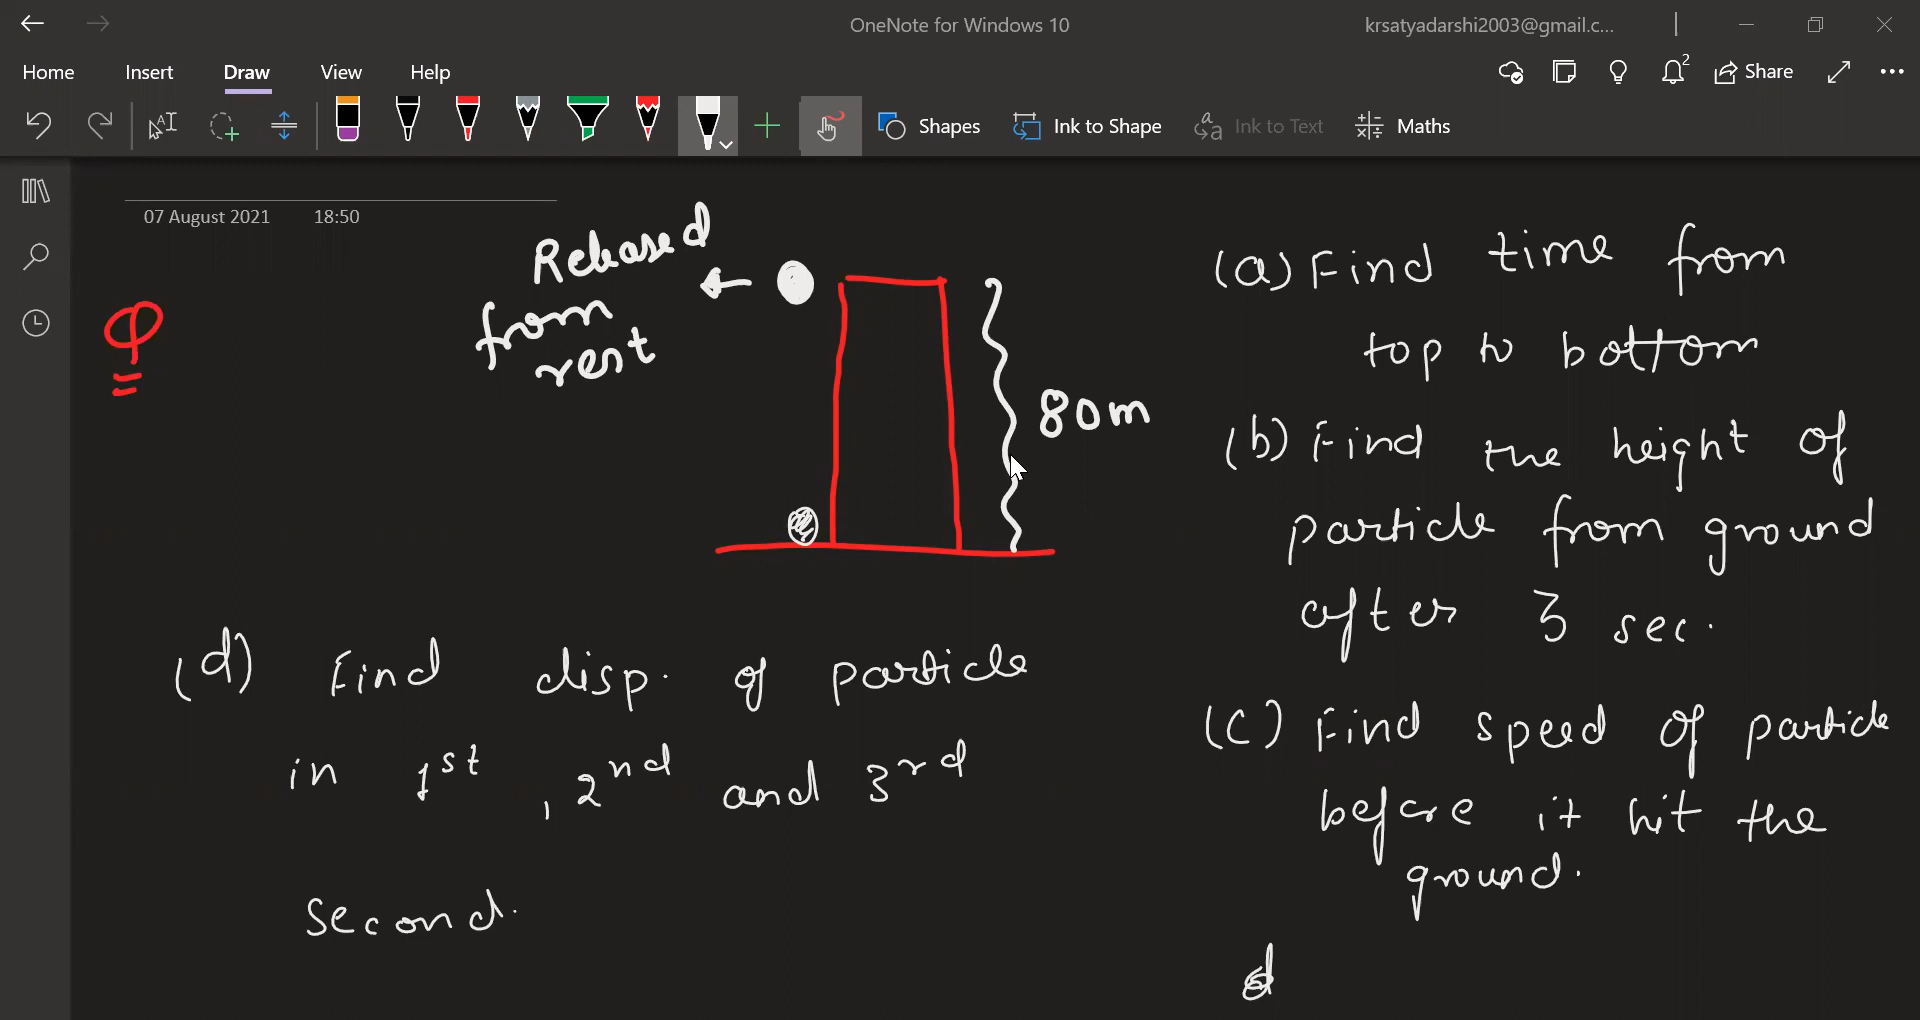 OneNote for Windows 10
krsatyadarshi2003@gmail.c...
Home Insert Draw View Help
2
Share
Shapes
Ink to Shape
Ink to Text
Maths
07 August 2021 18:50
Released
from
rest
Q
80m
(a) Find time from
top to bottom
(b) Find the height of
particle from ground
after 3 sec.
(c) Find speed of particle
before it hit the
ground.
(d) Find disp. of particle
in 1st, 2nd and 3rd
second.